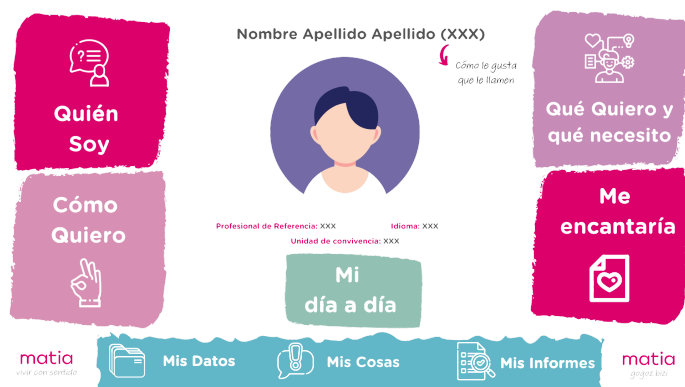 Nombre Apellido Apellido (XXX)
Cómo le gusta
que le llamen
Quién
Soy
Qué Quiero y
qué necesito
Cómo
Quiero
Me
encantaría
Profesional de Referencia: XXX
Idioma: XXX
Unidad de convivencia: XXX
Mi
día a día
matia
vivir con sentido
Mis Datos
Mis Cosas
Mis Informes
matia
gogoz bizi